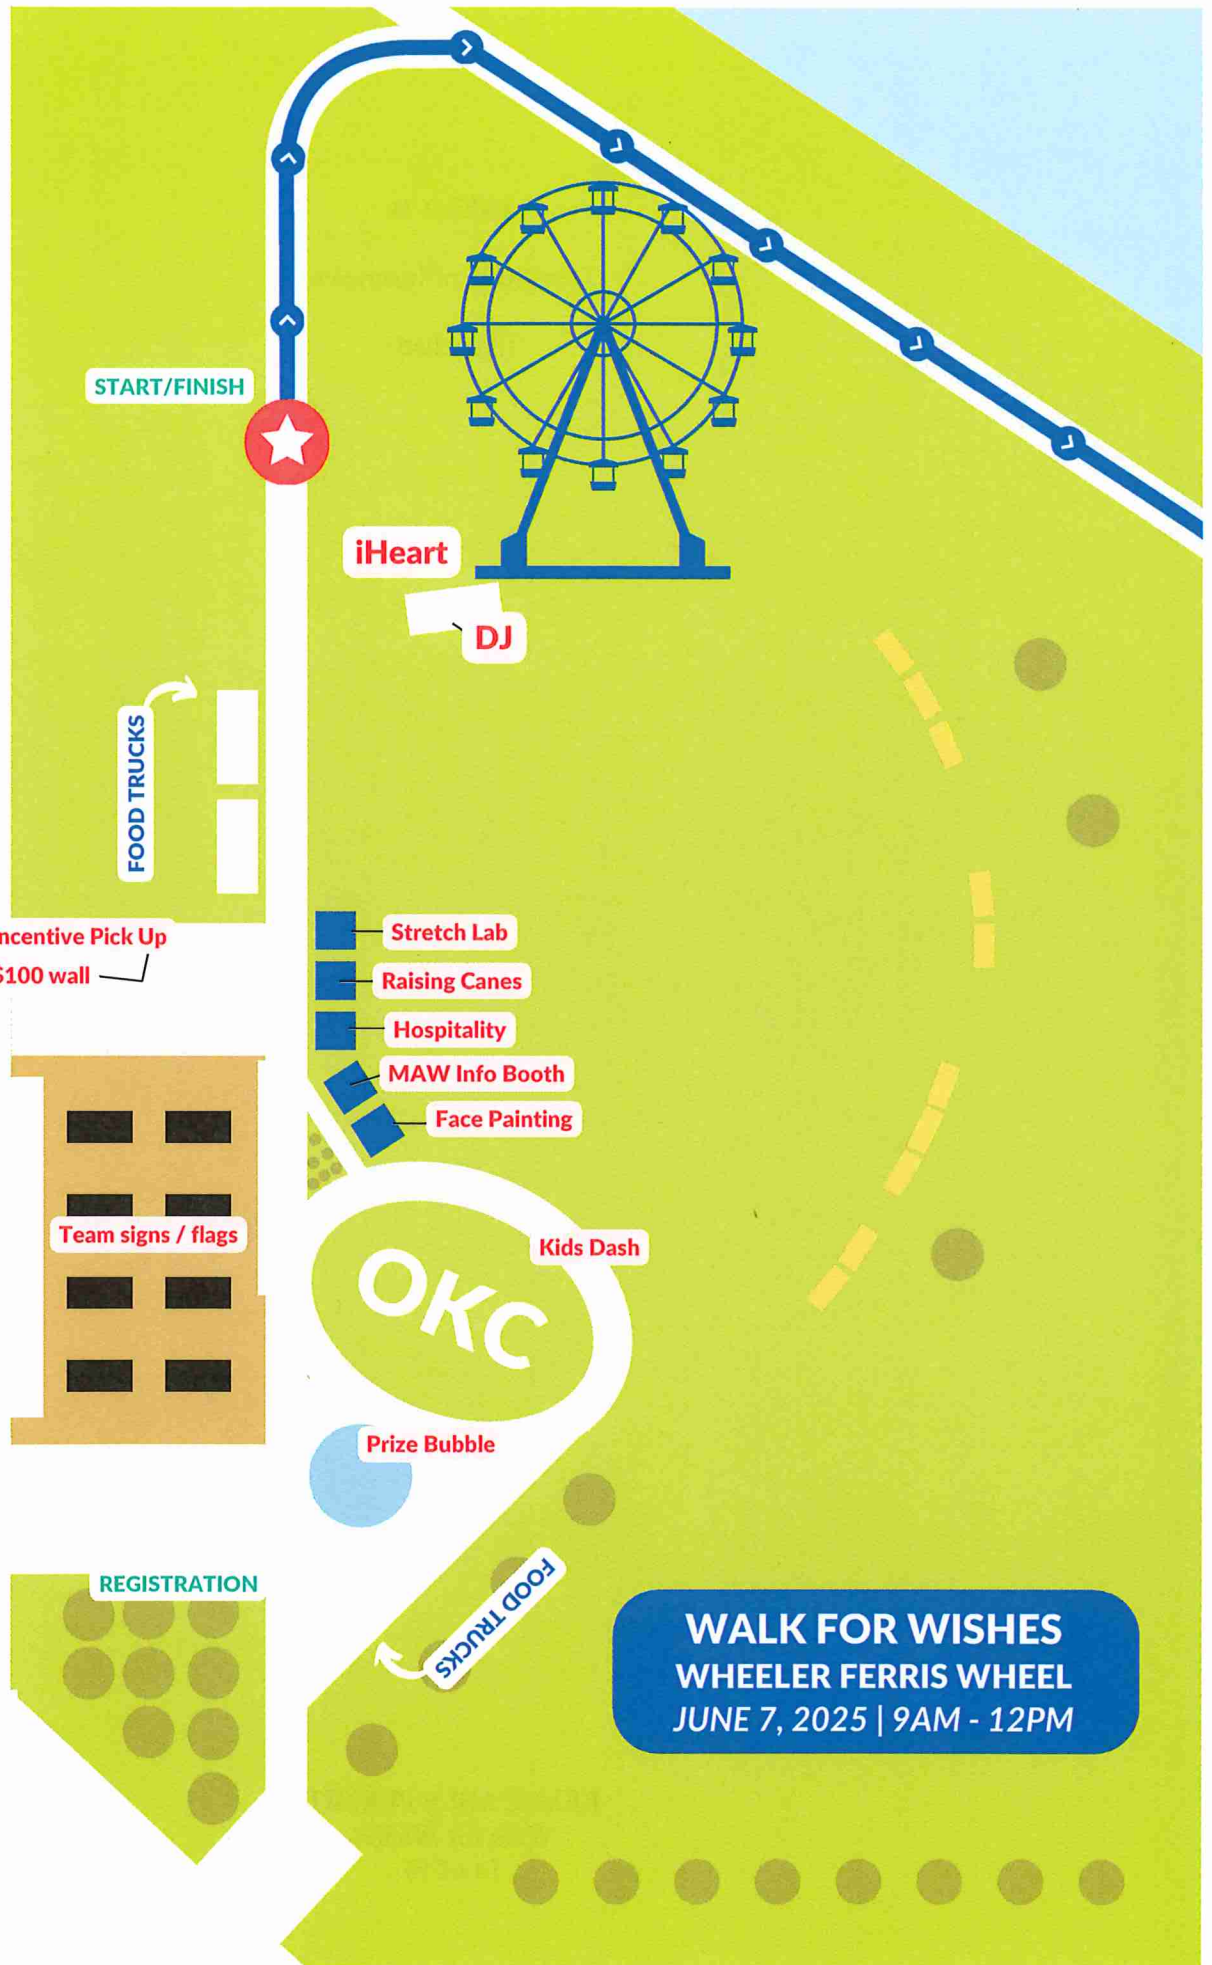 START/FINISH
iHeart
DJ
FOOD TRUCKS
ncentive Pick Up
$100 wall
Stretch Lab
Raising Canes
Hospitality
MAW Info Booth
Face Painting
Team signs / flags
Kids Dash
OKC
Prize Bubble
REGISTRATION
FOOD TRUCKS
WALK FOR WISHES
WHEELER FERRIS WHEEL
JUNE 7, 2025 | 9AM - 12PM